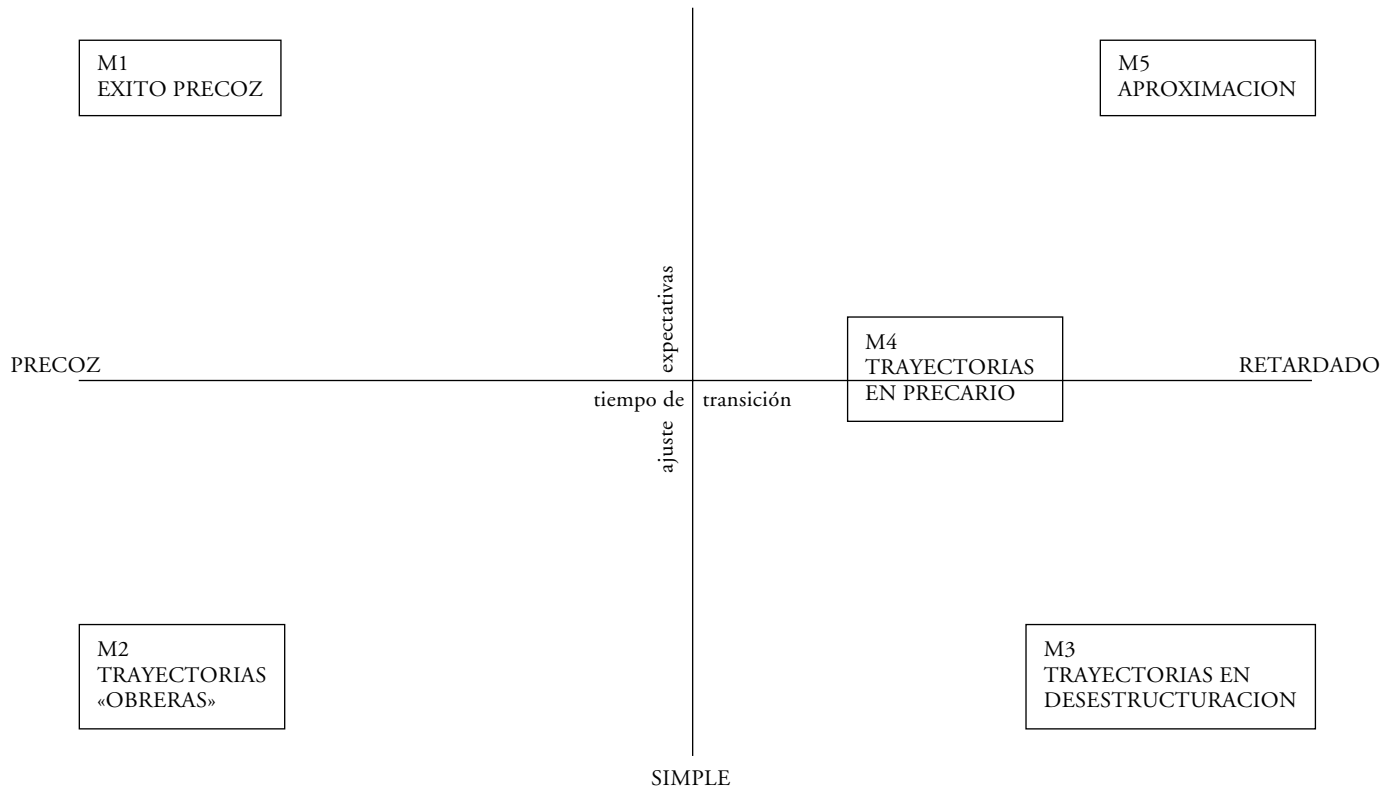 M1
EXITO PRECOZ
M5
APROXIMACION
expectativas
PRECOZ
M4
TRAYECTORIAS
EN PRECARIO
RETARDADO
tiempo de transición
ajuste
M2
TRAYECTORIAS
«OBRERAS»
M3
TRAYECTORIAS EN
DESESTRUCTURACION
SIMPLE